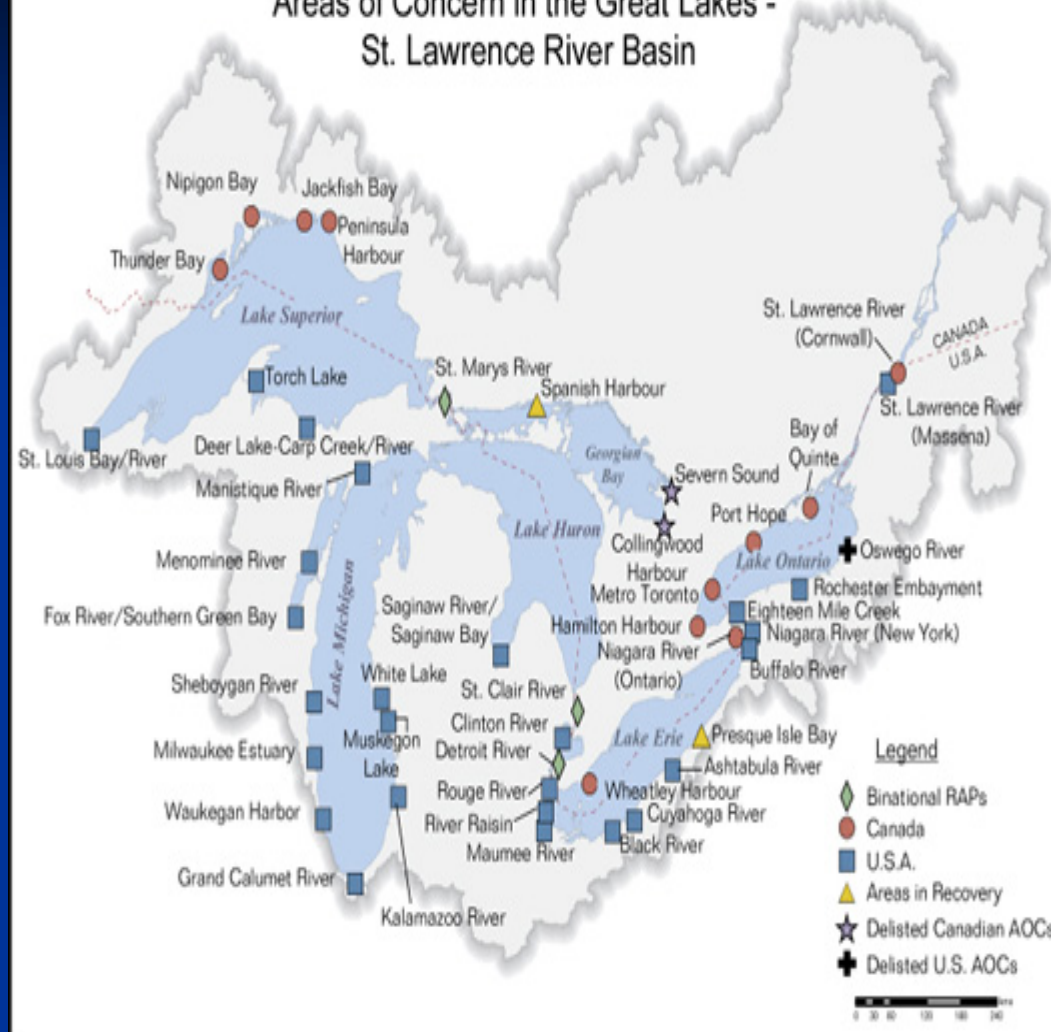 Areas of Concern in the Great Lakes -
St. Lawrence River Basin
Nipigon Bay
Jackfish Bay
Peninsula
Harbour
Thunder Bay
Lake Superior
St. Lawrence River
(Cornwall)
CANADA
U.S.A.
St. Marys River
Spanish Harbour
Torch Lake
St. Lawrence River
(Massena)
Deer Lake-Carp Creek/River
St. Louis Bay/River
Bay of
Quinte
Georgian
Bay
Severn Sound
Manistique River
Port Hope
Lake Huron
Collingwood
Harbour
Lake Ontario
Oswego River
Menominee River
Metro Toronto
Rochester Embayment
Fox River/Southern Green Bay
Lake Michigan
Saginaw River/
Saginaw Bay
Hamilton Harbour
Eighteen Mile Creek
Niagara River (New York)
Niagara River
(Ontario)
Buffalo River
Sheboygan River
White Lake
St. Clair River
Clinton River
Muskegon
Lake
Detroit River
Lake Erie
Presque Isle Bay
Milwaukee Estuary
Ashtabula River
Rouge River
Wheatley Harbour
Waukegan Harbor
River Raisin
Cuyahoga River
Maumee River
Black River
Grand Calumet River
Kalamazoo River
Legend
Binational RAPs
Canada
U.S.A.
Areas in Recovery
Delisted Canadian AOCs
Delisted U.S. AOCs
0 30 60 120 180 240